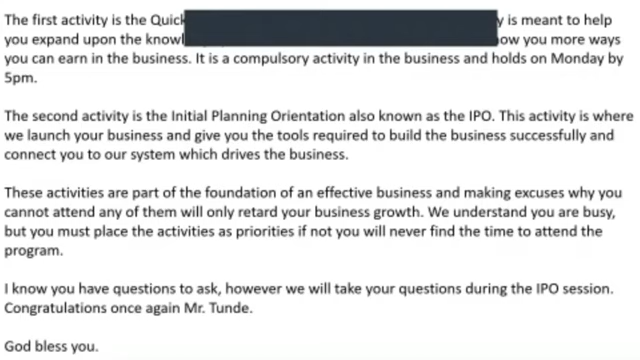 The first activity is the Quick is meant to help
you expand upon the you more ways
you can earn in the business. It is a compulsory activity in the business and holds on Monday by
5pm.
The second activity is the Initial Planning Orientation also known as the IPO. This activity is where
we launch your business and give you the tools required to build the business successfully and
connect you to our system which drives the business.
These activities are part of the foundation of an effective business and making excuses why you
cannot attend any of them will only retard your business growth. We understand you are busy,
but you must place the activities as priorities if not you will never find the time to attend the
program.
I know you have questions to ask, however we will take your questions during the IPO session.
Congratulations once again Mr. Tunde.
God bless you.